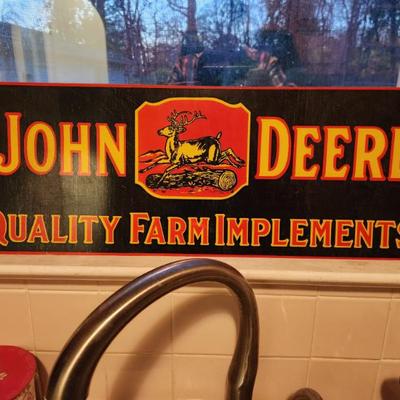 JOHN DEERE
QUALITY FARM IMPLEMENTS